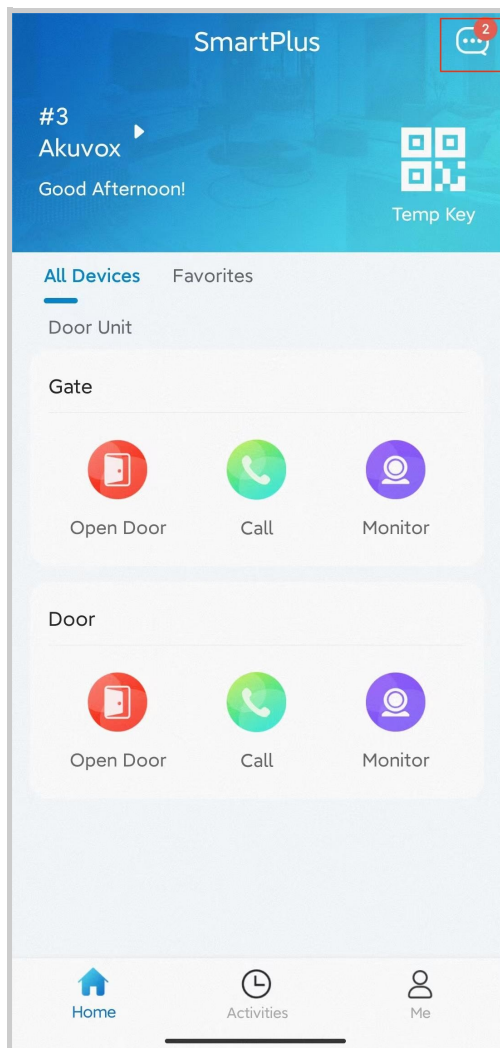 SmartPlus
2
#3
Akuvox
Good Afternoon!
Temp Key
All Devices Favorites
Door Unit
Gate
Open Door Call Monitor
Door
Open Door Call Monitor
Home Activities Me